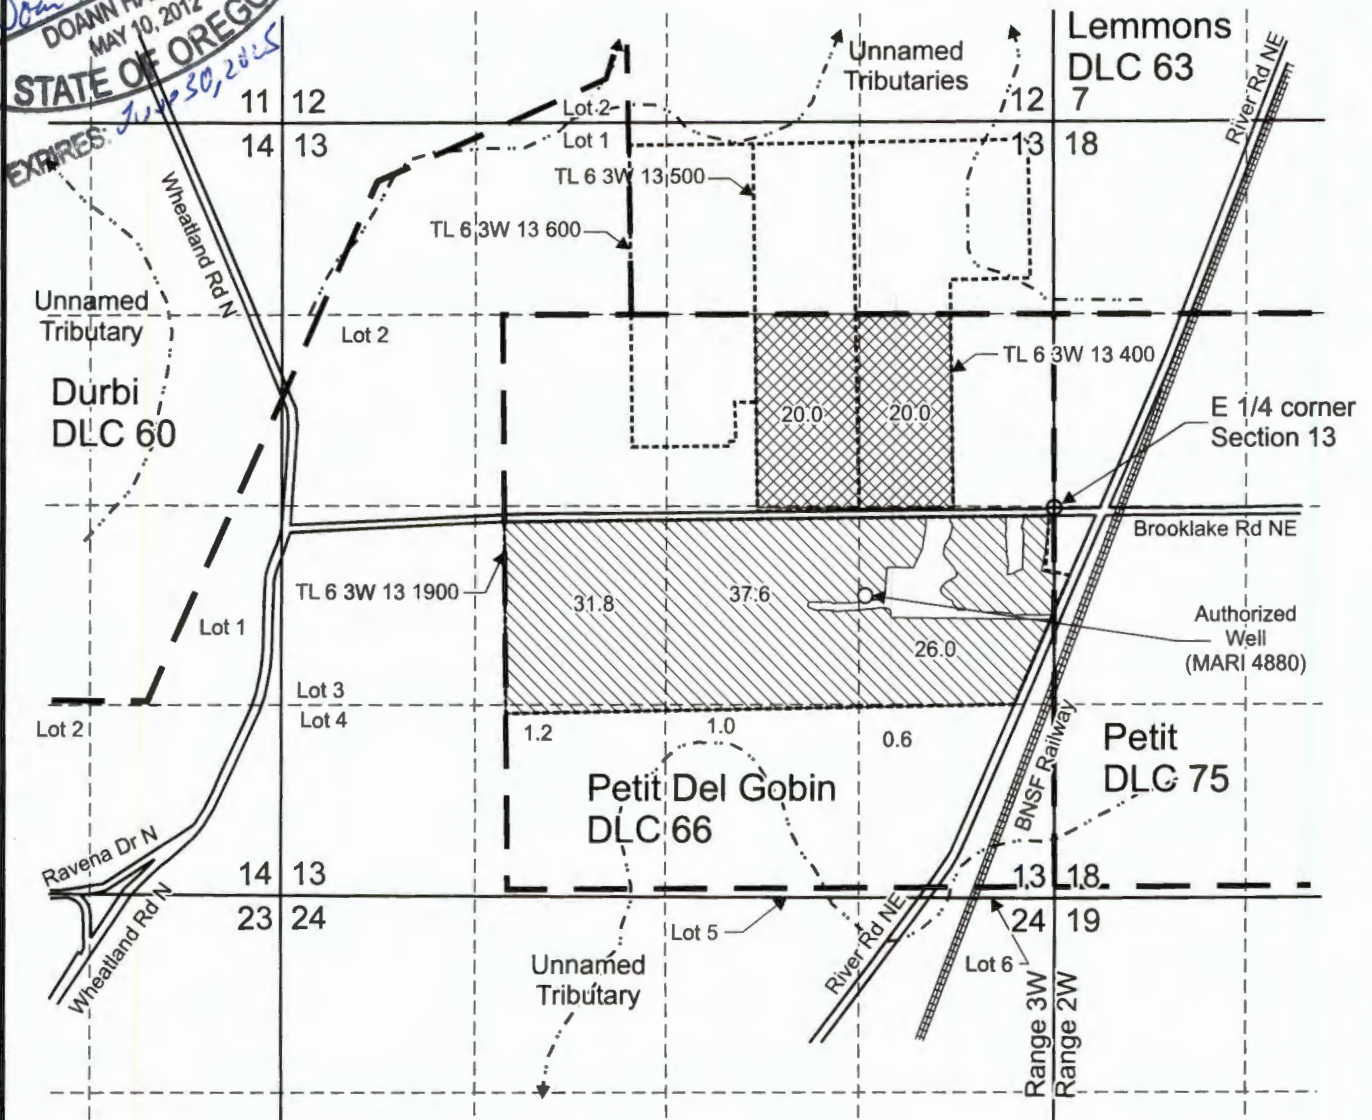 DOANN
MAY 10, 2012
STATE OF OREGO
EXPIRES: June 30, 2025
Lemmons
DLC 63
Unnamed
Tributaries
River Rd NE
11 12
14 13
Lot 2
Lot 1
12 7
13 18
TL 6 3W 13 500
TL 6 3W 13 600
Wheatland Rd N
Unnamed
Tributary
Lot 2
TL 6 3W 13 400
Durbi
DLC 60
20.0
20.0
E 1/4 corner
Section 13
Brooklake Rd NE
TL 6 3W 13 1900
31.8
37.6
26.0
Lot 1
Authorized
Well
(MARI 4880)
Lot 3
Lot 4
Lot 2
1.2
1.0
0.6
Petit Del Gobin
DLC 66
BNSF Railway
Petit
DLC 75
Ravena Dr N
14 13
23 24
Wheatland Rd N
13 18
24 19
Lot 5
River Rd NE
Lot 6
Unnamed
Tributary
Range 3W
Range 2W